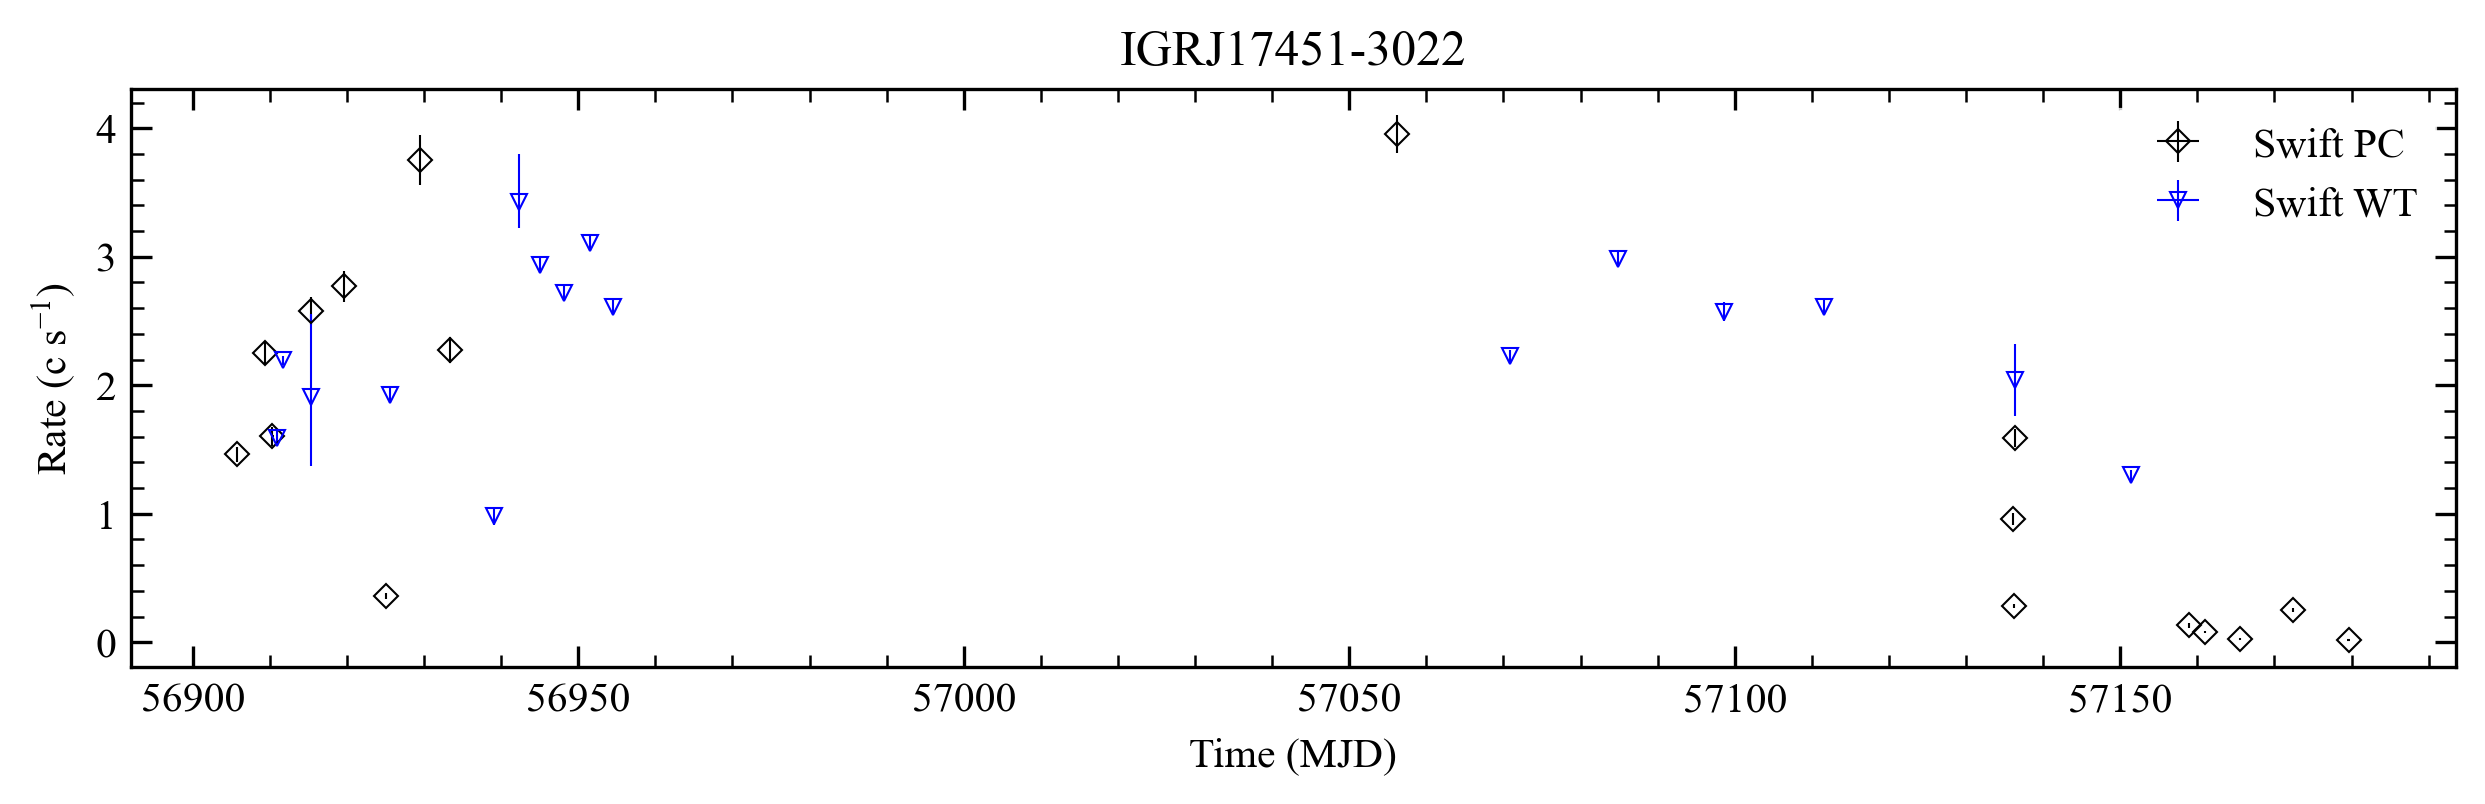 IGRJ17451-3022
4
3
2
1
0
Rate (c s⁻¹)
Swift PC
Swift WT
56900 56950 57000 57050 57100 57150
Time (MJD)